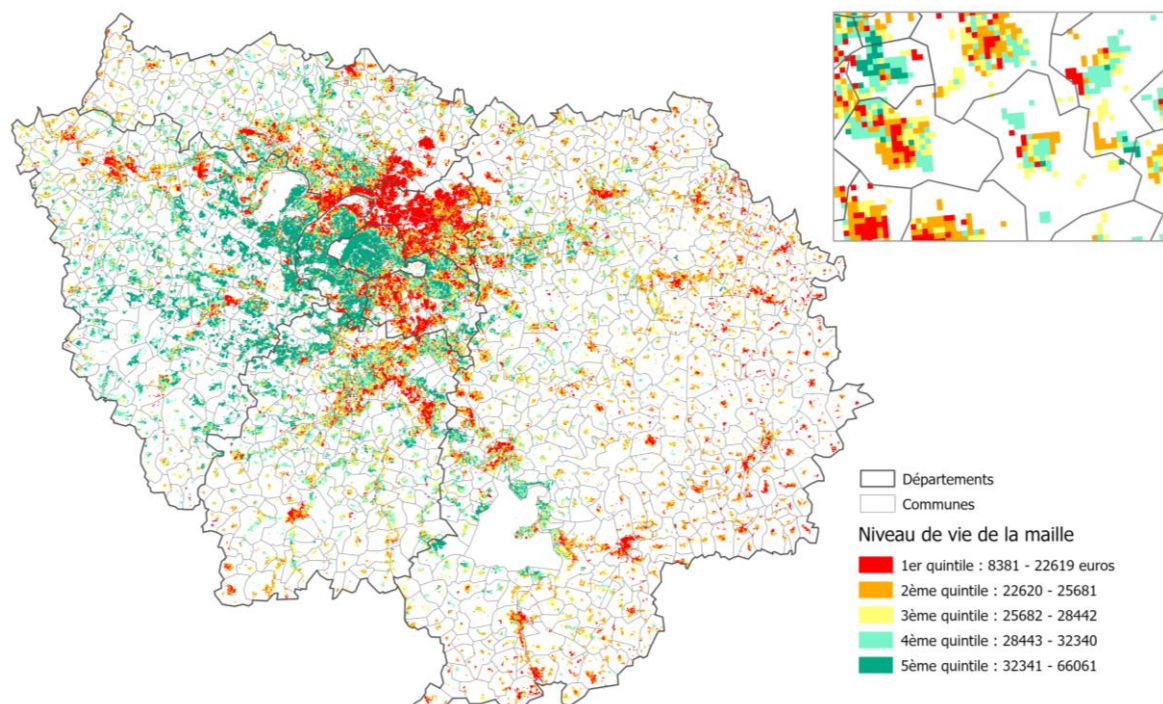 Départements
Communes
Niveau de vie de la maille
1er quintile : 8381 - 22619 euros
2ème quintile : 22620 - 25681
3ème quintile : 25682 - 28442
4ème quintile : 28443 - 32340
5ème quintile : 32341 - 66061